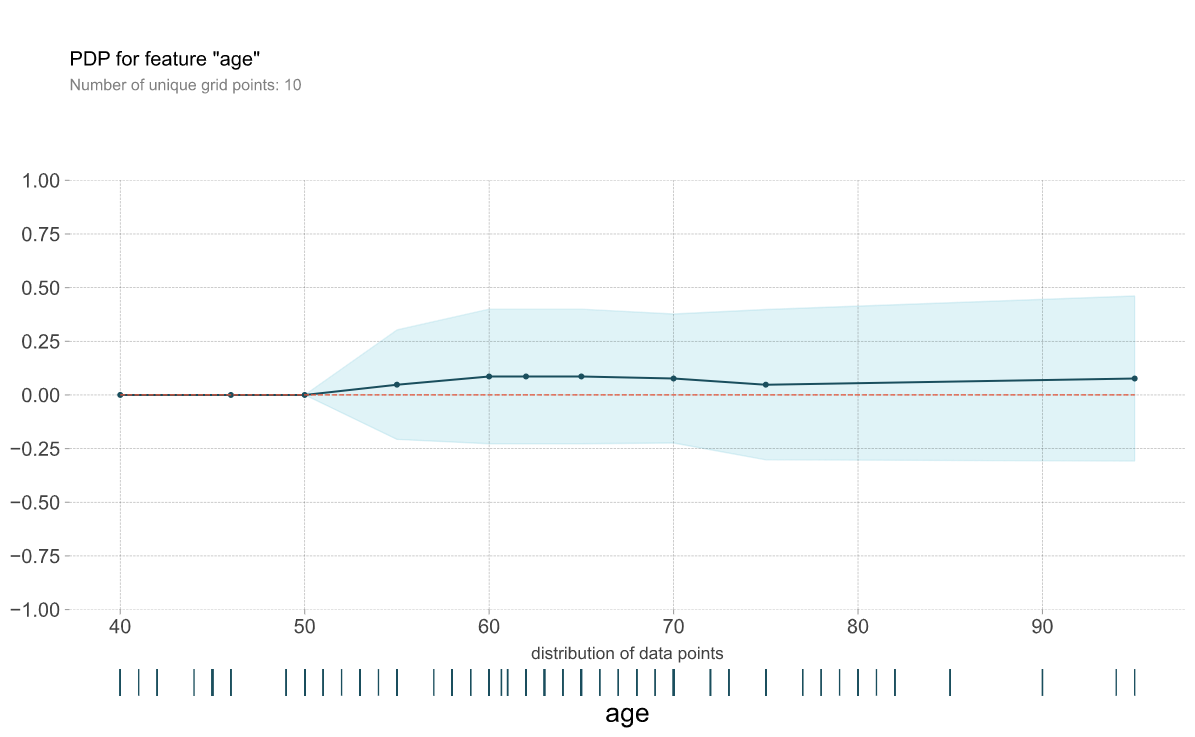 PDP for feature "age"
Number of unique grid points: 10
1.00
0.75
0.50
0.25
0.00
−0.25
−0.50
−0.75
−1.00
40 50 60 70 80 90
distribution of data points
age